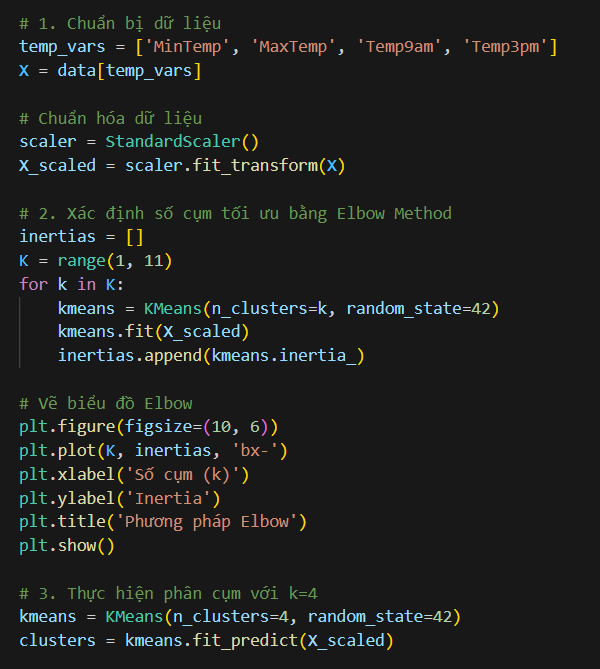 # 1. Chuẩn bị dữ liệu
temp_vars = ['MinTemp', 'MaxTemp', 'Temp9am', 'Temp3pm']
X = data[temp_vars]
# Chuẩn hóa dữ liệu
scaler = StandardScaler()
X_scaled = scaler.fit_transform(X)
# 2. Xác định số cụm tối ưu bằng Elbow Method
inertias = []
K = range(1, 11)
for k in K:
    kmeans = KMeans(n_clusters=k, random_state=42)
    kmeans.fit(X_scaled)
    inertias.append(kmeans.inertia_)
# Vẽ biểu đồ Elbow
plt.figure(figsize=(10, 6))
plt.plot(K, inertias, 'bx-')
plt.xlabel('Số cụm (k)')
plt.ylabel('Inertia')
plt.title('Phương pháp Elbow')
plt.show()
# 3. Thực hiện phân cụm với k=4
kmeans = KMeans(n_clusters=4, random_state=42)
clusters = kmeans.fit_predict(X_scaled)